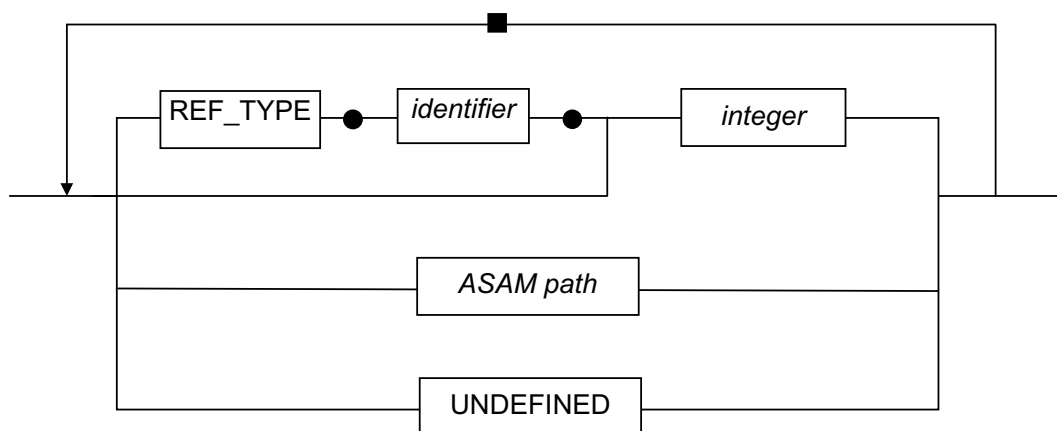 REF_TYPE identifier integer
ASAM path
UNDEFINED